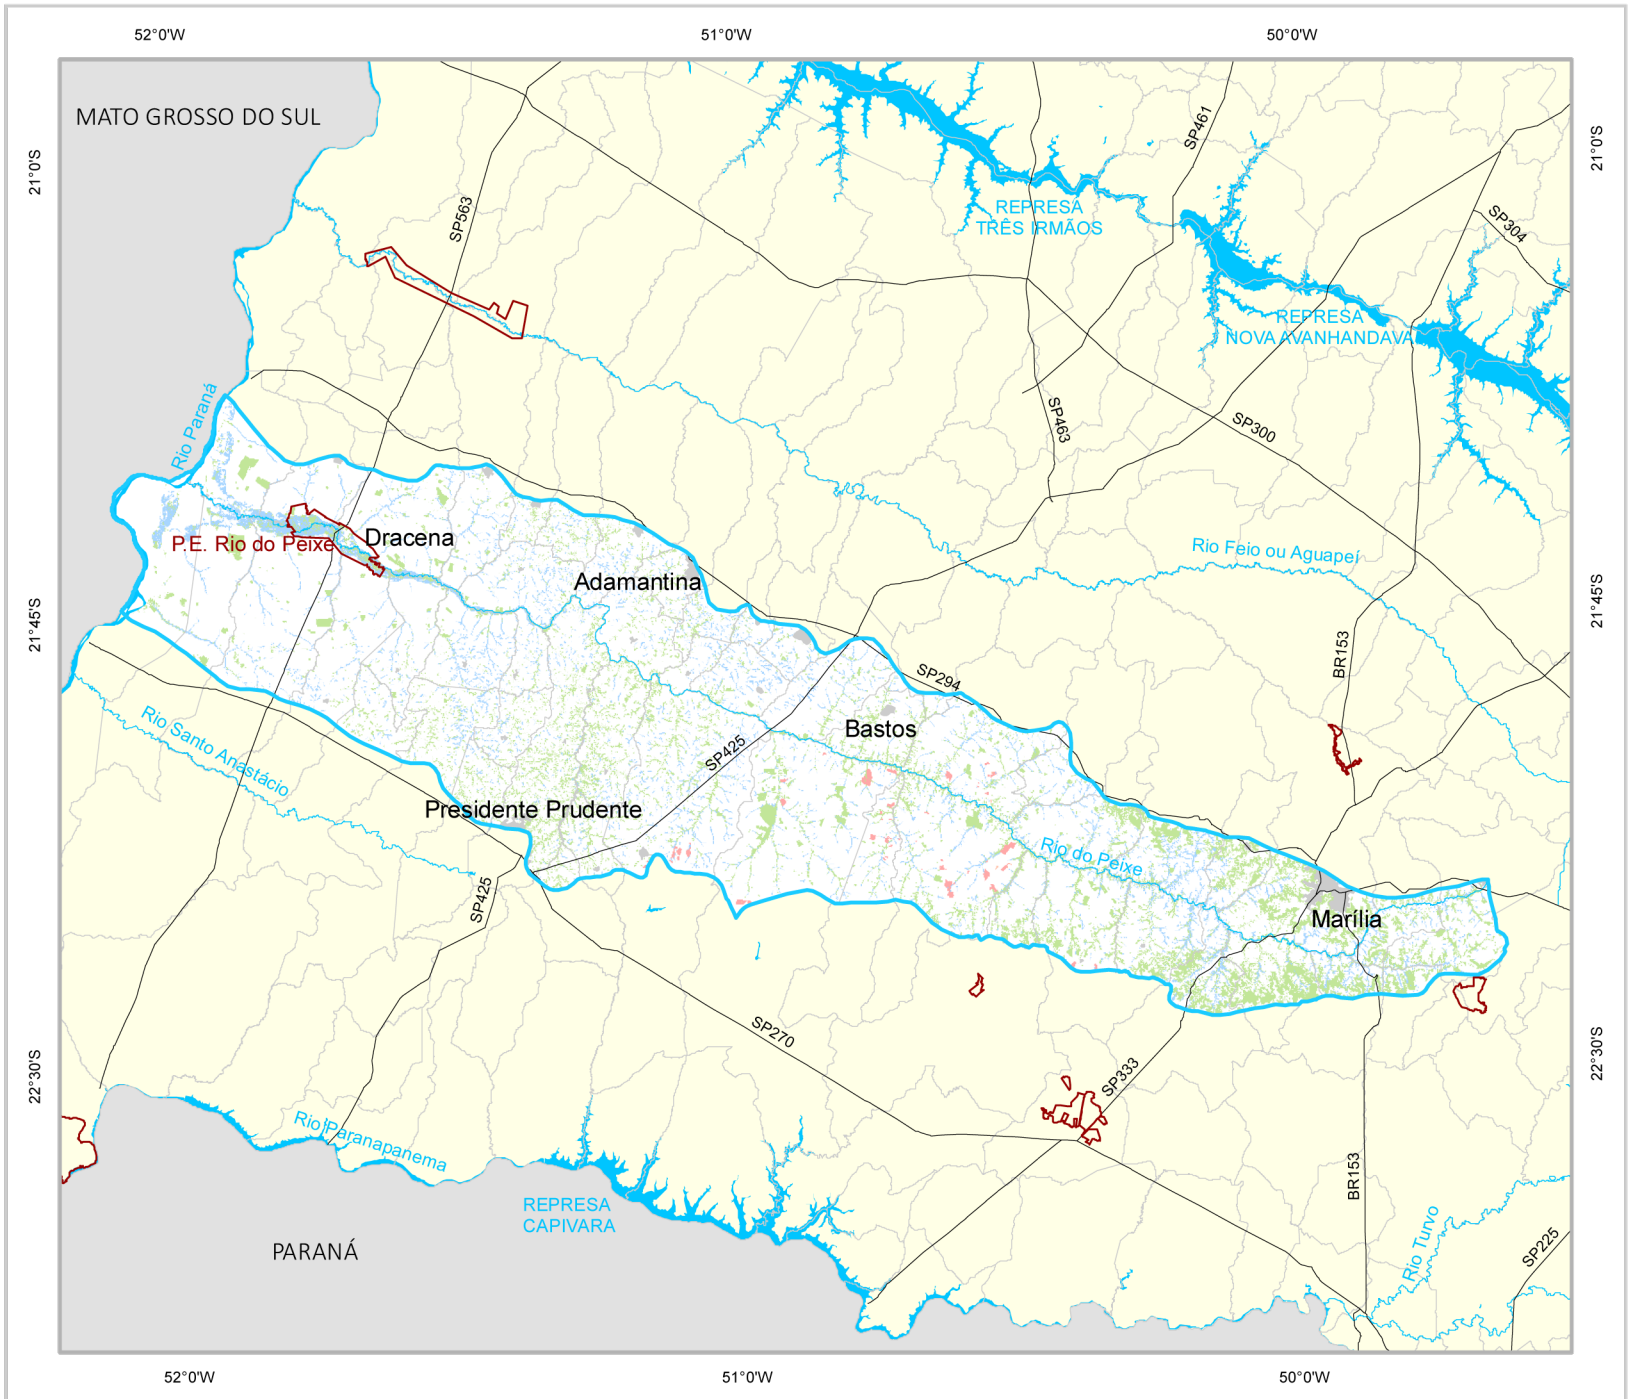 52°0'W
51°0'W
50°0'W
MATO GROSSO DO SUL
SP461
21°0'S
21°0'S
SP563
REPRESA
TRÊS IRMÃOS
SP304
REPRESA
NOVA AVANHANDAVA
Rio Paraná
SP463
SP300
P.E. Rio do Peixe
Dracena
Rio Feio ou Aguapeí
Adamantina
21°45'S
21°45'S
BR153
SP294
Rio Santo Anastácio
Bastos
SP425
Presidente Prudente
Rio do Peixe
SP425
Marília
SP270
SP333
22°30'S
22°30'S
Rio Paranapanema
BR153
REPRESA
CAPIVARA
Rio Turvo
SP225
PARANÁ
52°0'W
51°0'W
50°0'W